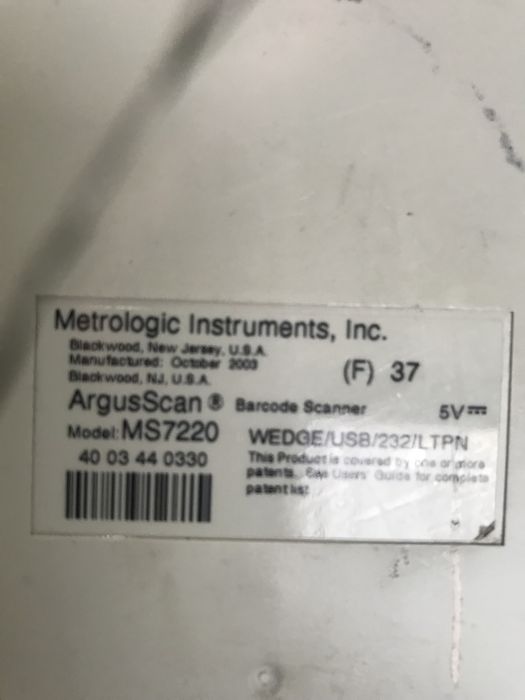 Metrologic Instruments, Inc.
Blackwood, New Jersey, U.S.A.
Manufactured: October 2003
Blackwood, NJ, U.S.A.
(F) 37
ArgusScan ® Barcode Scanner 5V
Model: MS7220 WEDGE/USB/232/LTPN
40 03 44 0330
This Product is covered by one or more
patents. See Users' Guide for complete
patent list